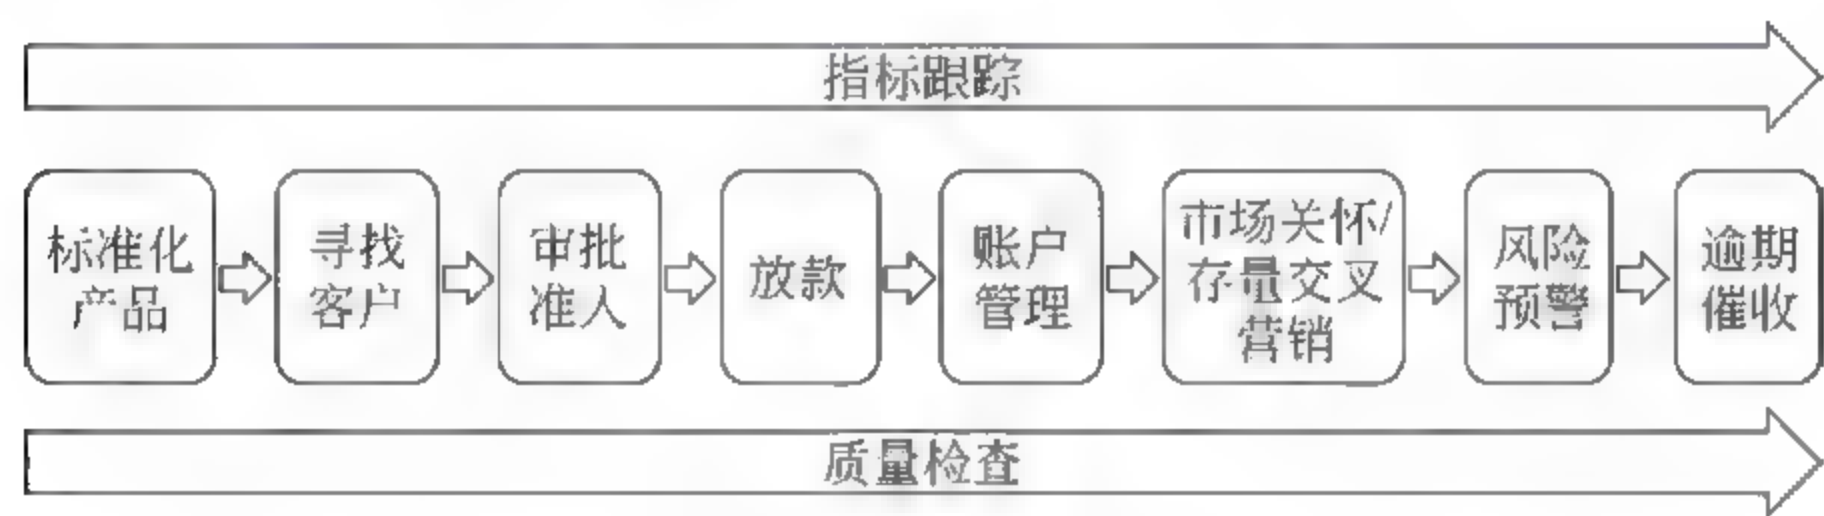 指标跟踪
标准化
产品
寻找
客户
审批
准人
放款
账户
管理
市场关怀/
存量交叉
营销
风险
预警
逾期
催收
质量检查